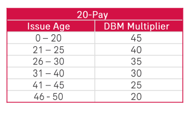 20-Pay
Issue Age DBM Multiplier
0 – 20 45
21 – 25 40
26 – 30 35
31 – 40 30
41 – 45 25
46 - 50 20